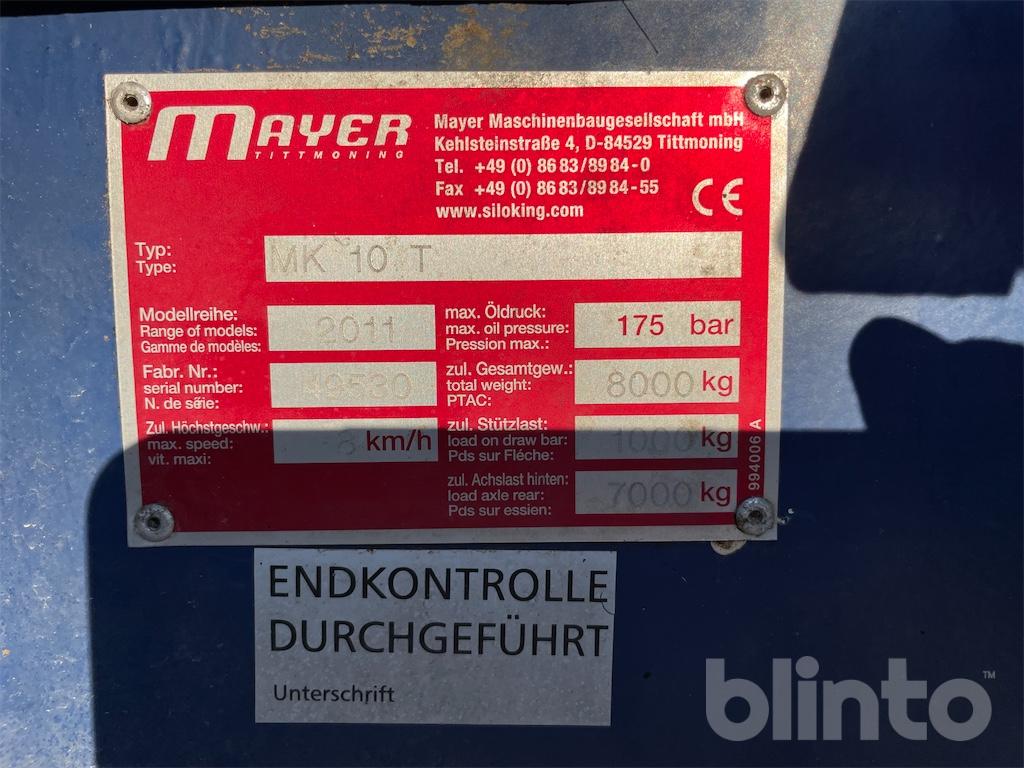 MAYER
TITTMONING
Mayer Maschinenbaugesellschaft mbH
Kehlsteinstraße 4, D-84529 Tittmoning
Tel. +49 (0) 86 83/89 84-0
Fax +49 (0) 86 83/89 84-55
www.siloking.com
CE
Typ:
Type:
MK 10 T
Modellreihe:
Range of models:
Gamme de modèles:
2011
Fabr. Nr.:
serial number:
N. de série:
49530
Zul. Höchstgeschw.:
max. speed:
vit. maxi:
8 km/h
max. Öldruck:
max. oil pressure:
Pression max.:
175 bar
zul. Gesamtgew.:
total weight:
PTAC:
8000 kg
zul. Stützlast:
load on draw bar:
Pds sur Fléche:
1000 kg
zul. Achslast hinten:
load axle rear:
Pds sur essien:
7000 kg
994006 A
ENDKONTROLLE
DURCHGEFÜHRT
Unterschrift
blinto™